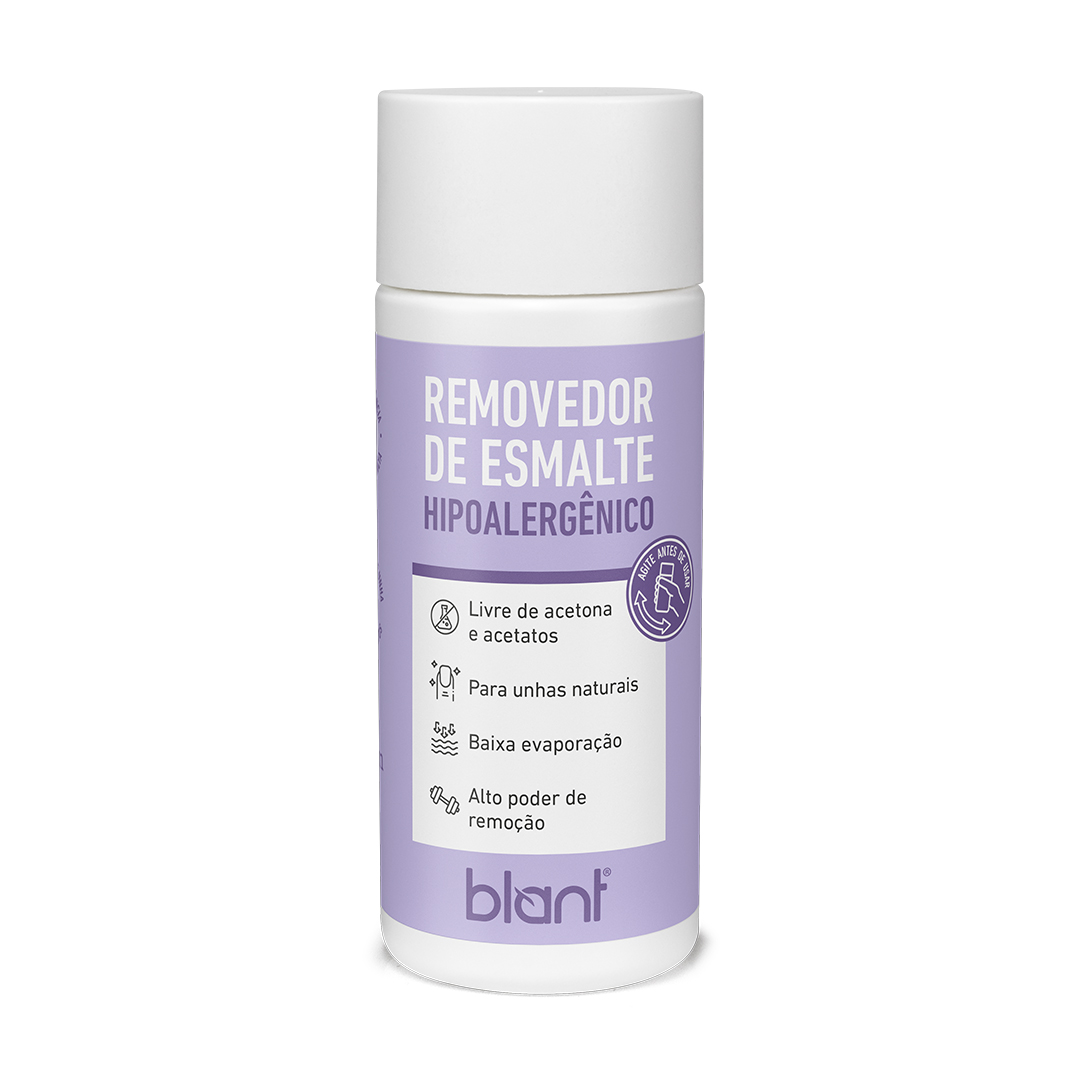 REMOVEDOR
DE ESMALTE
HIPOALERGÊNICO
AGITE ANTES DE USAR
Livre de acetona
e acetatos
Para unhas naturais
Baixa evaporação
Alto poder de
remoção
blant®